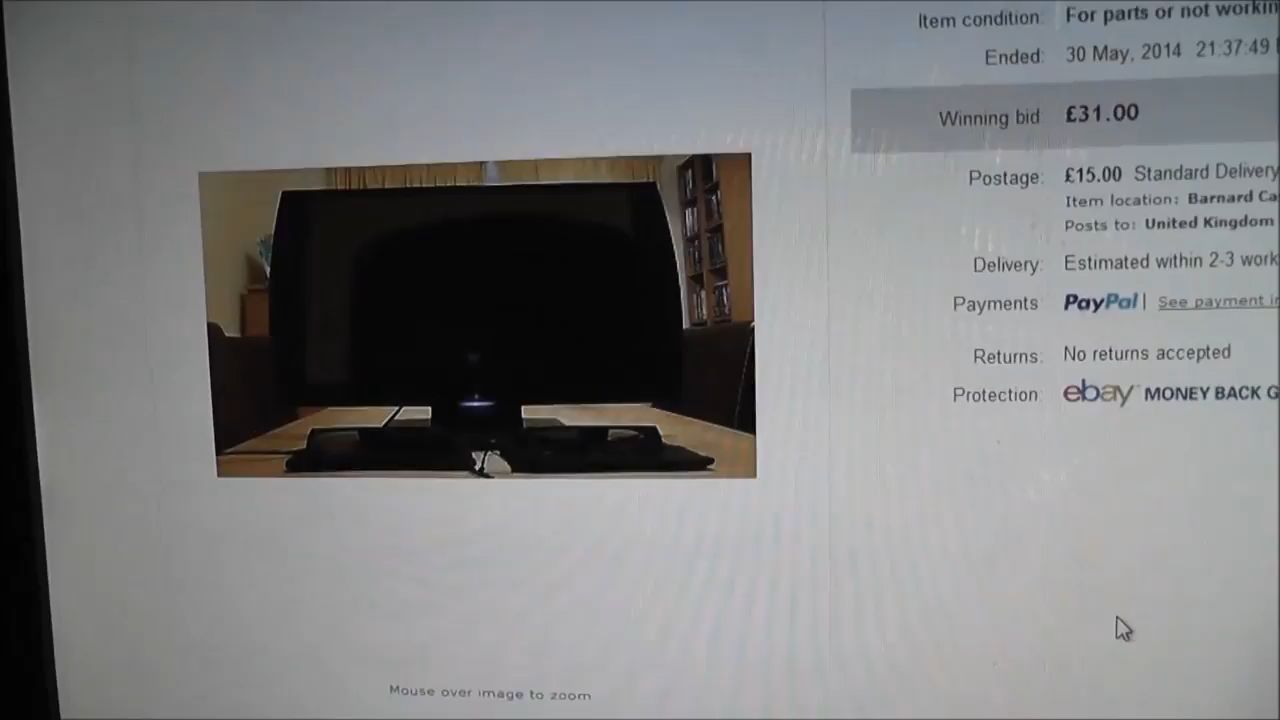 Item condition: For parts or not workin
Ended: 30 May, 2014 21:37:49
Winning bid £31.00
Postage: £15.00 Standard Delivery
Item location: Barnard Ca
Posts to: United Kingdom
Delivery: Estimated within 2-3 work
Payments PayPal | See payment i
Returns: No returns accepted
Protection: ebay MONEY BACK G
Mouse over image to zoom